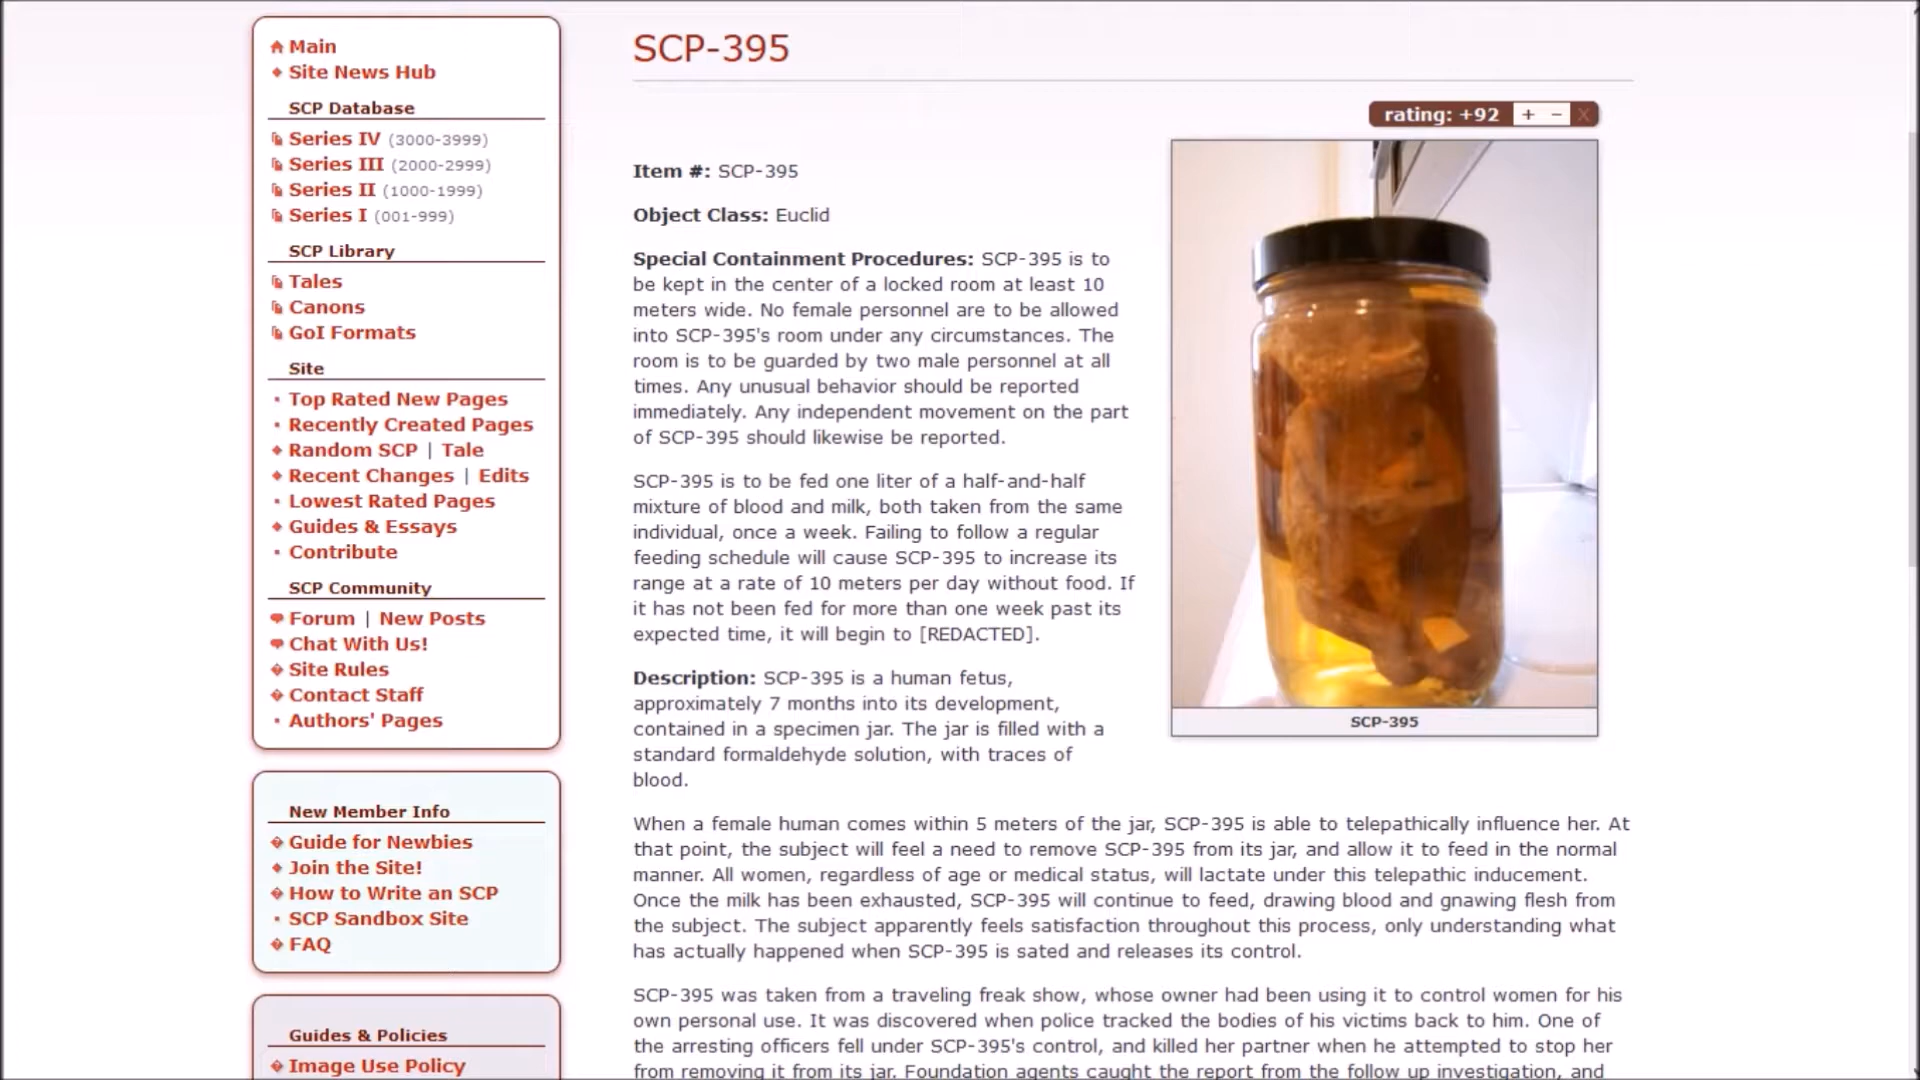 Main
Site News Hub
SCP Database
Series IV (3000-3999)
Series III (2000-2999)
Series II (1000-1999)
Series I (001-999)
SCP Library
Tales
Canons
GoI Formats
Site
Top Rated New Pages
Recently Created Pages
Random SCP | Tale
Recent Changes | Edits
Lowest Rated Pages
Guides & Essays
Contribute
SCP Community
Forum | New Posts
Chat With Us!
Site Rules
Contact Staff
Authors' Pages
New Member Info
Guide for Newbies
Join the Site!
How to Write an SCP
SCP Sandbox Site
FAQ
Guides & Policies
Image Use Policy
SCP-395
rating: +92 + − X
Item #: SCP-395
Object Class: Euclid
Special Containment Procedures: SCP-395 is to
be kept in the center of a locked room at least 10
meters wide. No female personnel are to be allowed
into SCP-395's room under any circumstances. The
room is to be guarded by two male personnel at all
times. Any unusual behavior should be reported
immediately. Any independent movement on the part
of SCP-395 should likewise be reported.
SCP-395 is to be fed one liter of a half-and-half
mixture of blood and milk, both taken from the same
individual, once a week. Failing to follow a regular
feeding schedule will cause SCP-395 to increase its
range at a rate of 10 meters per day without food. If
it has not been fed for more than one week past its
expected time, it will begin to [REDACTED].
Description: SCP-395 is a human fetus,
approximately 7 months into its development,
contained in a specimen jar. The jar is filled with a
standard formaldehyde solution, with traces of
blood.
SCP-395
When a female human comes within 5 meters of the jar, SCP-395 is able to telepathically influence her. At
that point, the subject will feel a need to remove SCP-395 from its jar, and allow it to feed in the normal
manner. All women, regardless of age or medical status, will lactate under this telepathic inducement.
Once the milk has been exhausted, SCP-395 will continue to feed, drawing blood and gnawing flesh from
the subject. The subject apparently feels satisfaction throughout this process, only understanding what
has actually happened when SCP-395 is sated and releases its control.
SCP-395 was taken from a traveling freak show, whose owner had been using it to control women for his
own personal use. It was discovered when police tracked the bodies of his victims back to him. One of
the arresting officers fell under SCP-395's control, and killed her partner when he attempted to stop her
from removing it from its jar. Foundation agents caught the report from the follow up investigation, and